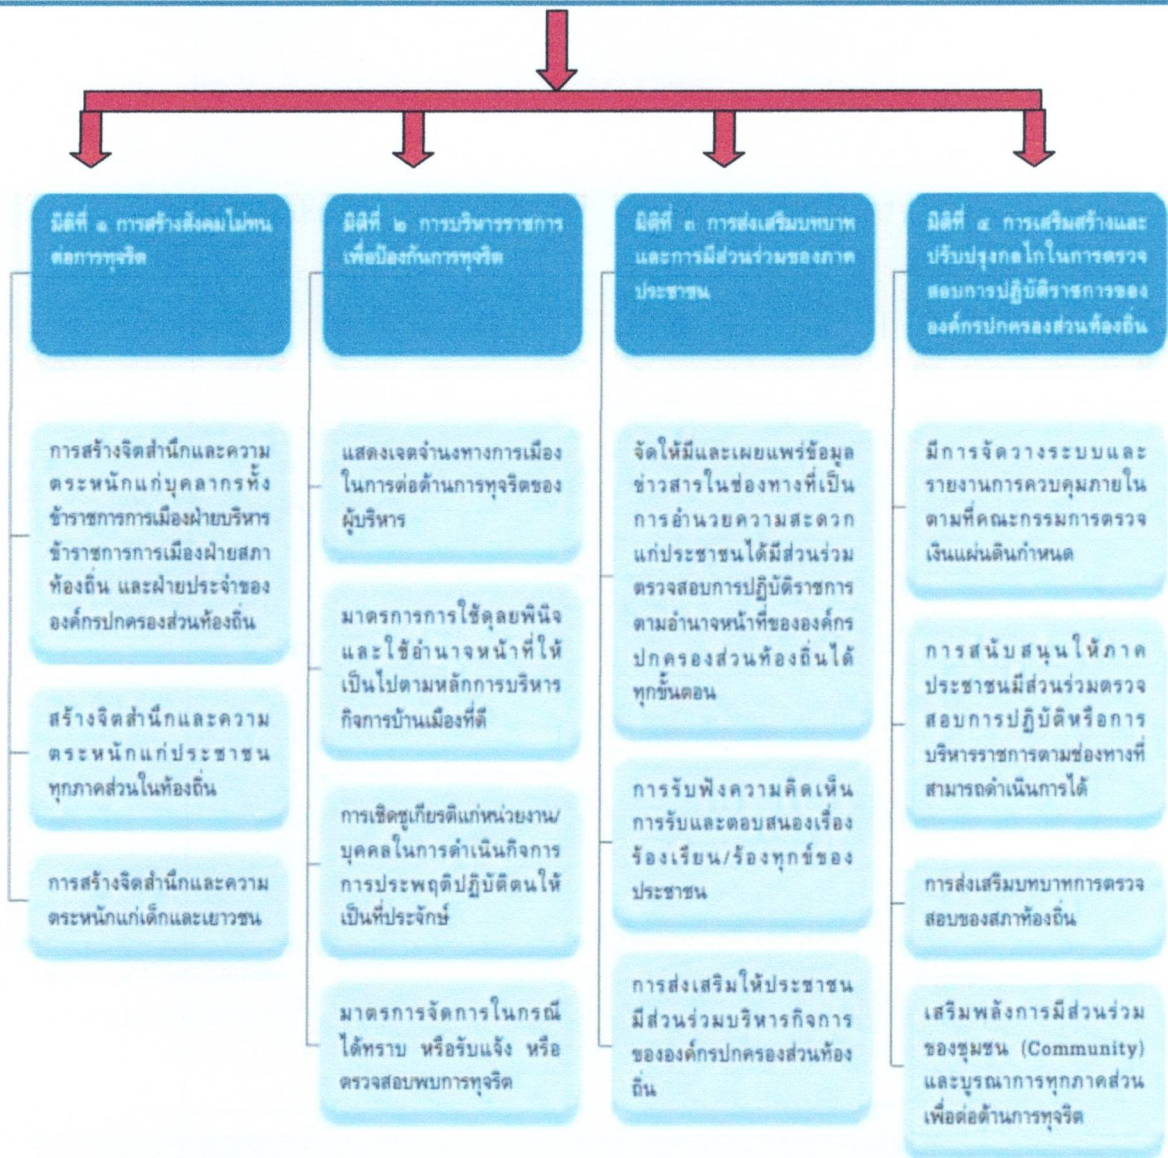 มิติที่ ๑ การสร้างสังคมไม่ทน
ต่อการทุจริต
การสร้างจิตสำนึกและความ
ตระหนักแก่บุคลากรทั้ง
ข้าราชการการเมืองฝ่ายบริหาร
ข้าราชการการเมืองฝ่ายสภา
ท้องถิ่น และฝ่ายประจำของ
องค์กรปกครองส่วนท้องถิ่น
สร้างจิตสำนึกและความ
ตระหนักแก่ประชาชน
ทุกภาคส่วนในท้องถิ่น
การสร้างจิตสำนึกและความ
ตระหนักแก่เด็กและเยาวชน
มิติที่ ๒ การบริหารราชการ
เพื่อป้องกันการทุจริต
แสดงเจตจำนงทางการเมือง
ในการต่อต้านการทุจริตของ
ผู้บริหาร
มาตรการการใช้ดุลยพินิจ
และใช้อำนาจหน้าที่ให้
เป็นไปตามหลักการบริหาร
กิจการบ้านเมืองที่ดี
การเชิดชูเกียรติแก่หน่วยงาน/
บุคคลในการดำเนินกิจการ
การประพฤติปฏิบัติตนให้
เป็นที่ประจักษ์
มาตรการจัดการในกรณี
ได้ทราบ หรือรับแจ้ง หรือ
ตรวจสอบพบการทุจริต
มิติที่ ๓ การส่งเสริมบทบาท
และการมีส่วนร่วมของภาค
ประชาชน
จัดให้มีและเผยแพร่ข้อมูล
ข่าวสารในช่องทางที่เป็น
การอำนวยความสะดวก
แก่ประชาชนได้มีส่วนร่วม
ตรวจสอบการปฏิบัติราชการ
ตามอำนาจหน้าที่ขององค์กร
ปกครองส่วนท้องถิ่นได้
ทุกขั้นตอน
การรับฟังความคิดเห็น
การรับและตอบสนองเรื่อง
ร้องเรียน/ร้องทุกข์ของ
ประชาชน
การส่งเสริมให้ประชาชน
มีส่วนร่วมบริหารกิจการ
ขององค์กรปกครองส่วนท้อง
ถิ่น
มิติที่ ๔ การเสริมสร้างและ
ปรับปรุงกลไกในการตรวจ
สอบการปฏิบัติราชการของ
องค์กรปกครองส่วนท้องถิ่น
มีการจัดวางระบบและ
รายงานการควบคุมภายใน
ตามที่คณะกรรมการตรวจ
เงินแผ่นดินกำหนด
การสนับสนุนให้ภาค
ประชาชนมีส่วนร่วมตรวจ
สอบการปฏิบัติหรือการ
บริหารราชการตามช่องทางที่
สามารถดำเนินการได้
การส่งเสริมบทบาทการตรวจ
สอบของสภาท้องถิ่น
เสริมพลังการมีส่วนร่วม
ของชุมชน (Community)
และบูรณาการทุกภาคส่วน
เพื่อต่อต้านการทุจริต